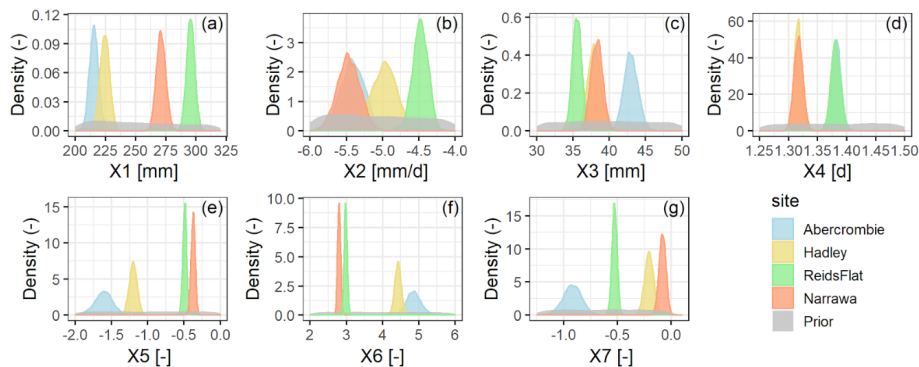 (a)
Density (-)
0.12
0.09
0.06
0.03
0.00
200 225 250 275 300 325
X1 [mm]
(b)
Density (-)
3
2
1
0
-6.0 -5.5 -5.0 -4.5 -4.0
X2 [mm/d]
(c)
Density (-)
0.6
0.4
0.2
0.0
30 35 40 45 50
X3 [mm]
(d)
Density (-)
60
40
20
0
1.25 1.30 1.35 1.40 1.45 1.50
X4 [d]
(e)
Density (-)
15
10
5
0
-2.0 -1.5 -1.0 -0.5 0.0
X5 [-]
(f)
Density (-)
10.0
7.5
5.0
2.5
0.0
2 3 4 5 6
X6 [-]
(g)
Density (-)
15
10
5
0
-1.0 -0.5 0.0
X7 [-]
site
Abercrombie
Hadley
ReidsFlat
Narrawa
Prior